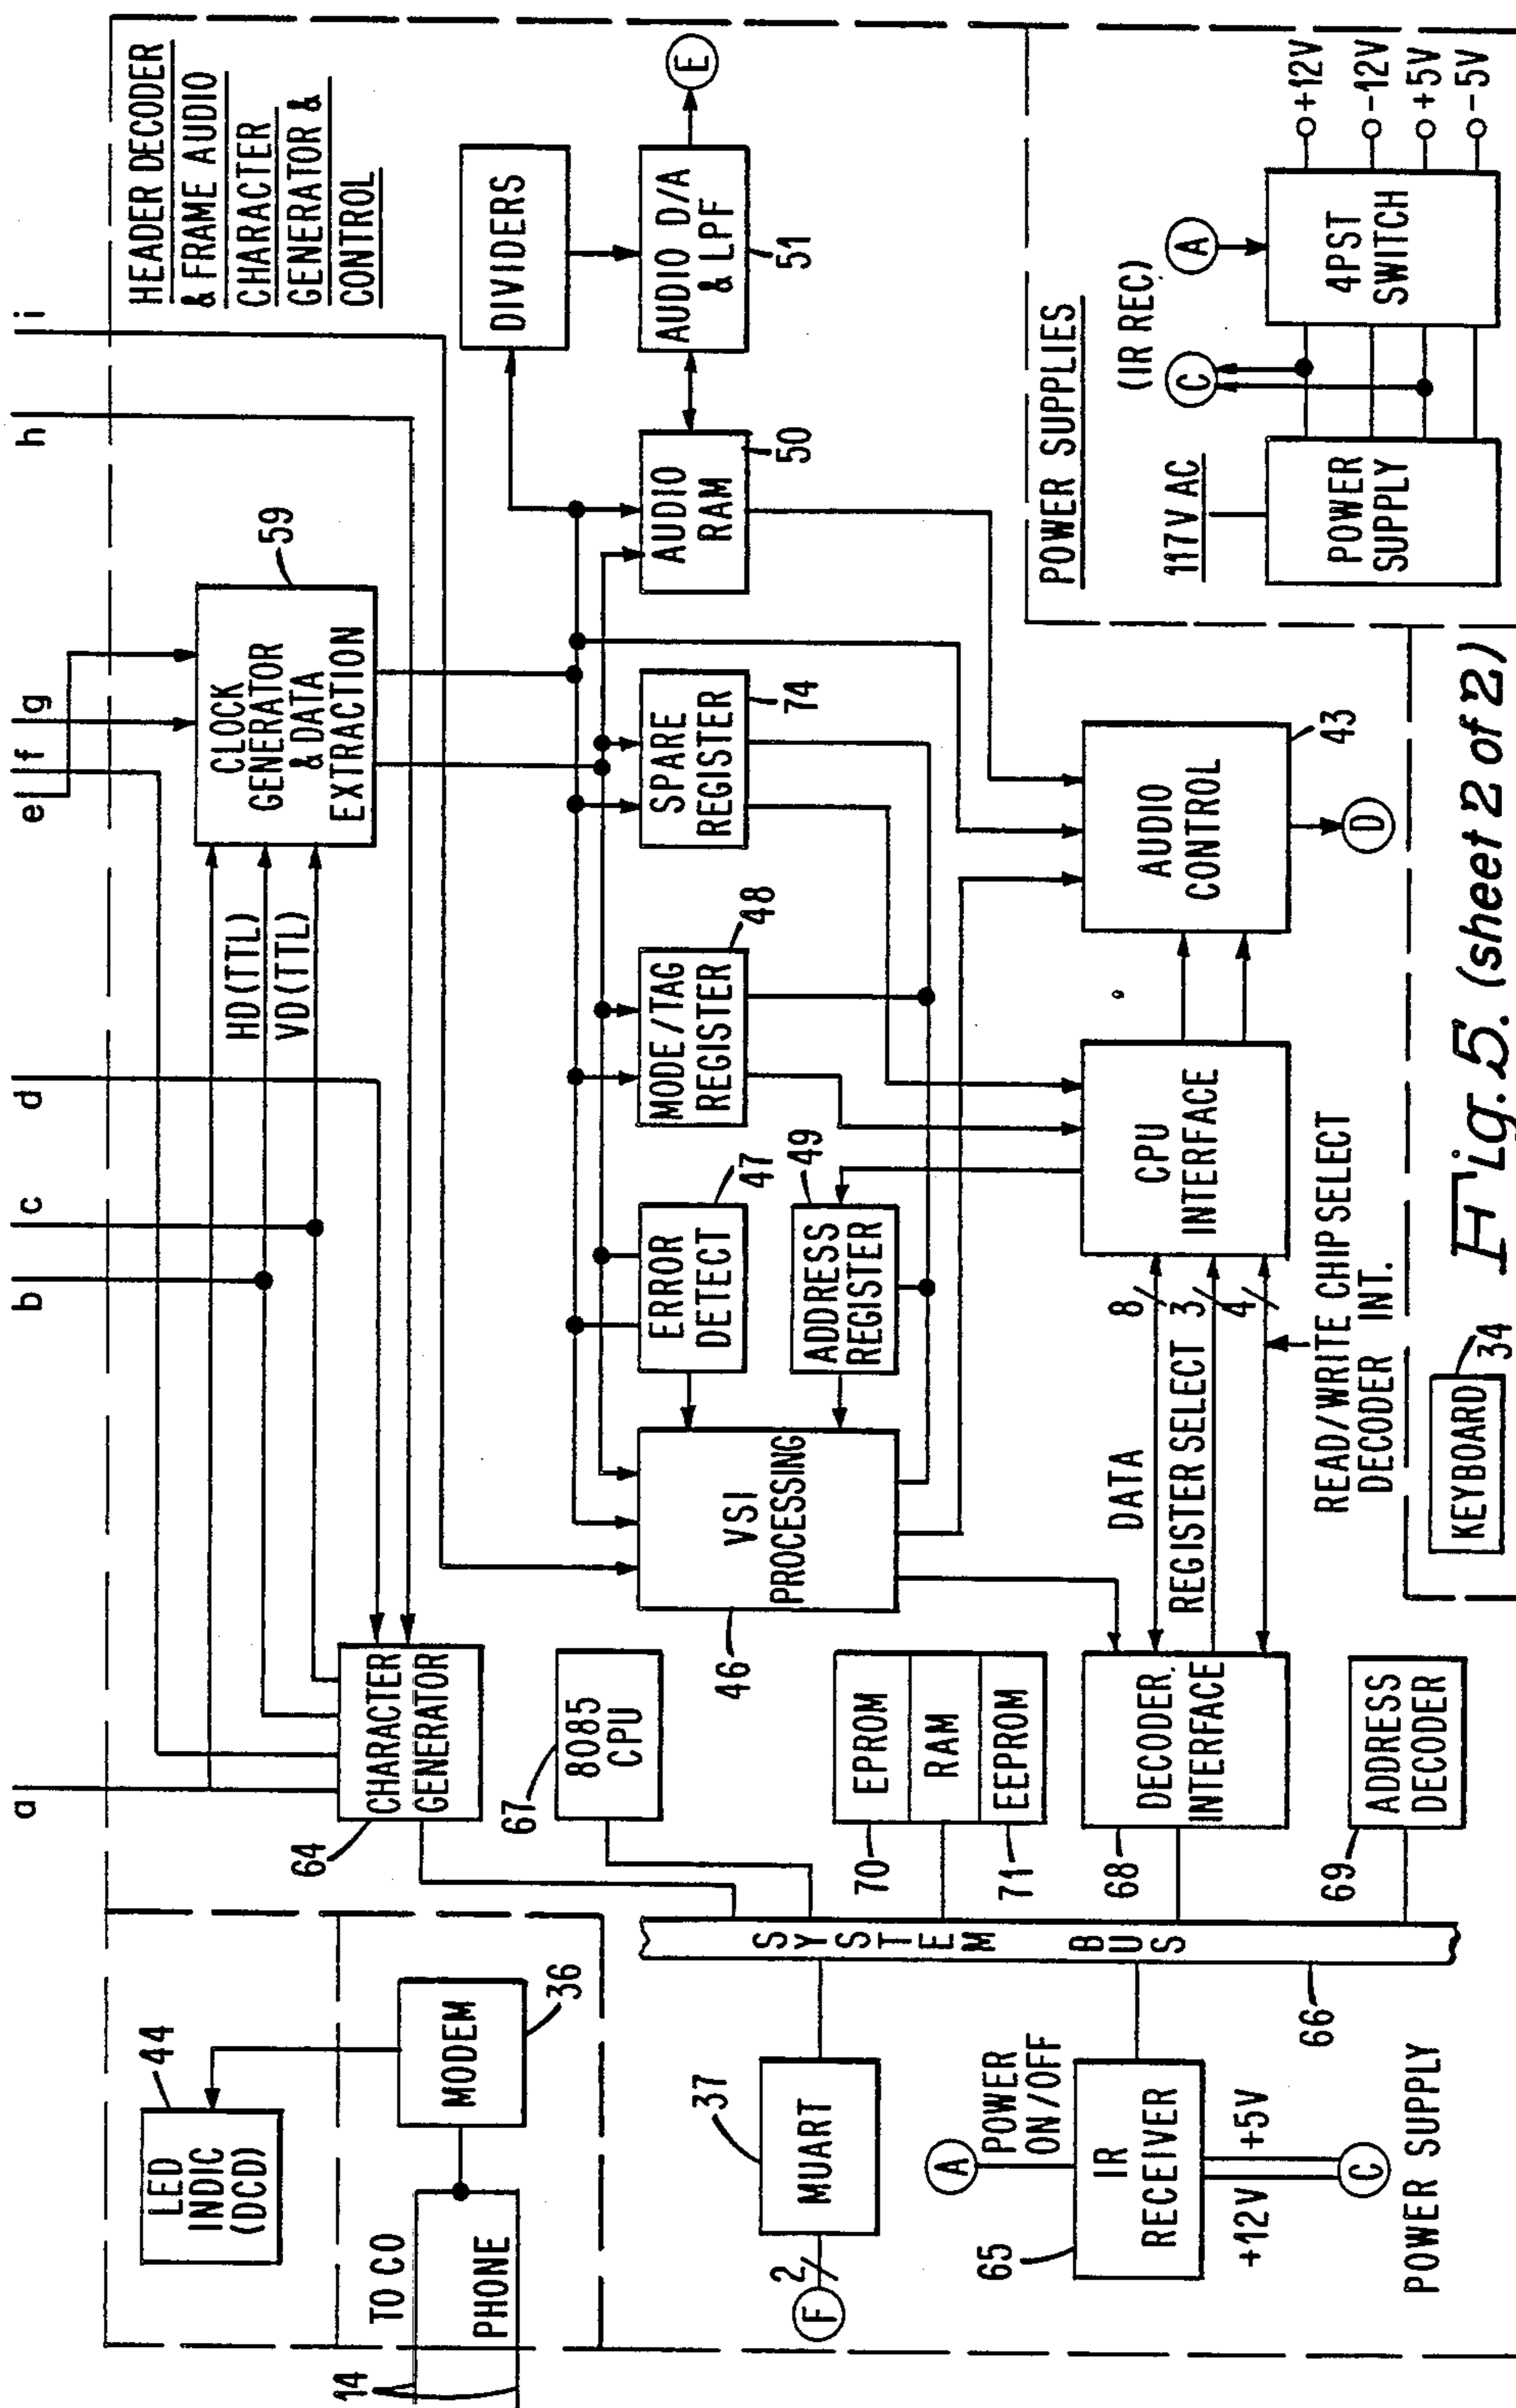 a
b
c
d
e
f
g
h
i
HEADER DECODER
& FRAME AUDIO
CHARACTER
GENERATOR &
CONTROL
44
LED
INDIC
(DCD)
TO CO
PHONE
14
MODEM
36
64
CHARACTER
GENERATOR
HD (TTL)
VD (TTL)
CLOCK
GENERATOR
& DATA
EXTRACTION
59
67
8085
CPU
DIVIDERS
37
MUART
2
F
SYSTEM BUS
66
46
VSI
PROCESSING
ERROR
DETECT
47
MODE/TAG
REGISTER
48
SPARE
REGISTER
74
AUDIO
RAM
50
AUDIO D/A
& LPF
51
E
ADDRESS
REGISTER
49
70
EPROM
RAM
EEPROM
71
A
POWER
ON/OFF
65
IR
RECEIVER
+12V
+5V
C
POWER SUPPLY
68
DECODER
INTERFACE
DATA
8
REGISTER SELECT
3
4
READ/WRITE CHIP SELECT
DECODER INT.
CPU
INTERFACE
AUDIO
CONTROL
43
D
69
ADDRESS
DECODER
KEYBOARD
34
POWER SUPPLIES
117V AC
POWER
SUPPLY
(IR REC)
C
A
4PST
SWITCH
+12V
-12V
+5V
-5V
Fig. 5. (sheet 2 of 2)